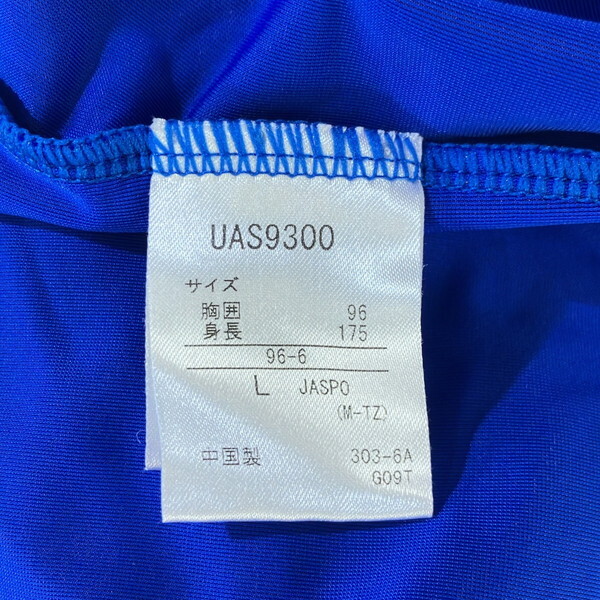 UAS9300
サイズ
胸囲 96
身長 175
96-6
L JASPO
(M-TZ)
中国製 303-6A
G09T